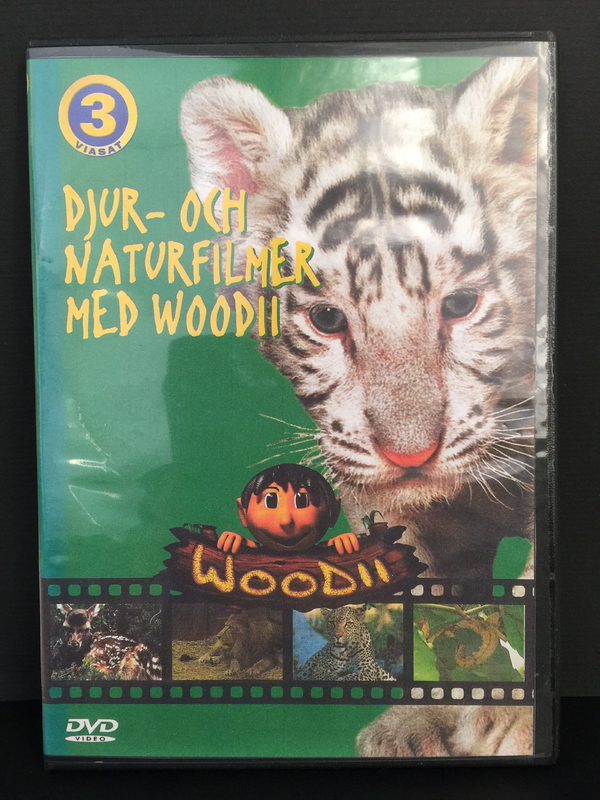 3
VIASAT
DJUR- OCH
NATURFILMER
MED WOODII
WOODII
DVD
VIDEO